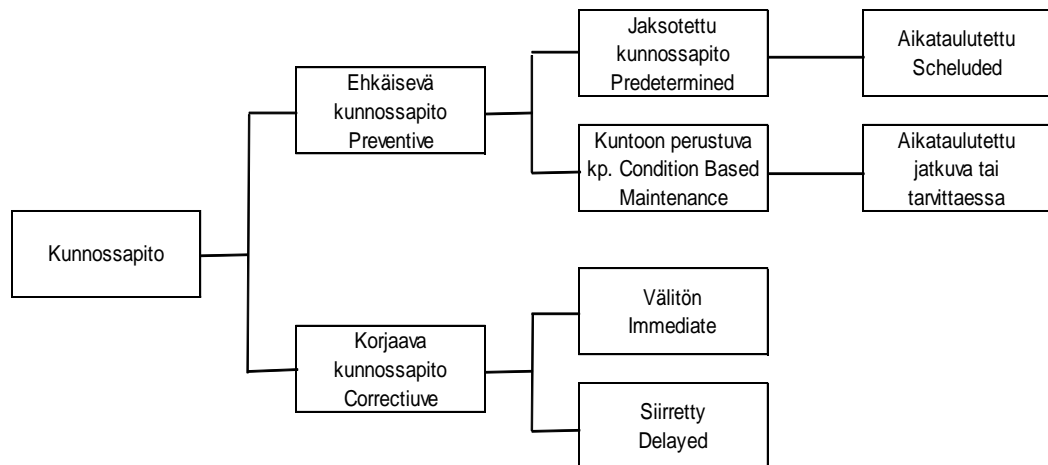 Kunnossapito
Ehkäisevä
kunnossapito
Preventive
Jaksotettu
kunnossapito
Predetermined
Aikataulutettu
Scheluded
Kuntoon perustuva
kp. Condition Based
Maintenance
Aikataulutettu
jatkuva tai
tarvittaessa
Korjaava
kunnossapito
Correctiuve
Välitön
Immediate
Siirretty
Delayed